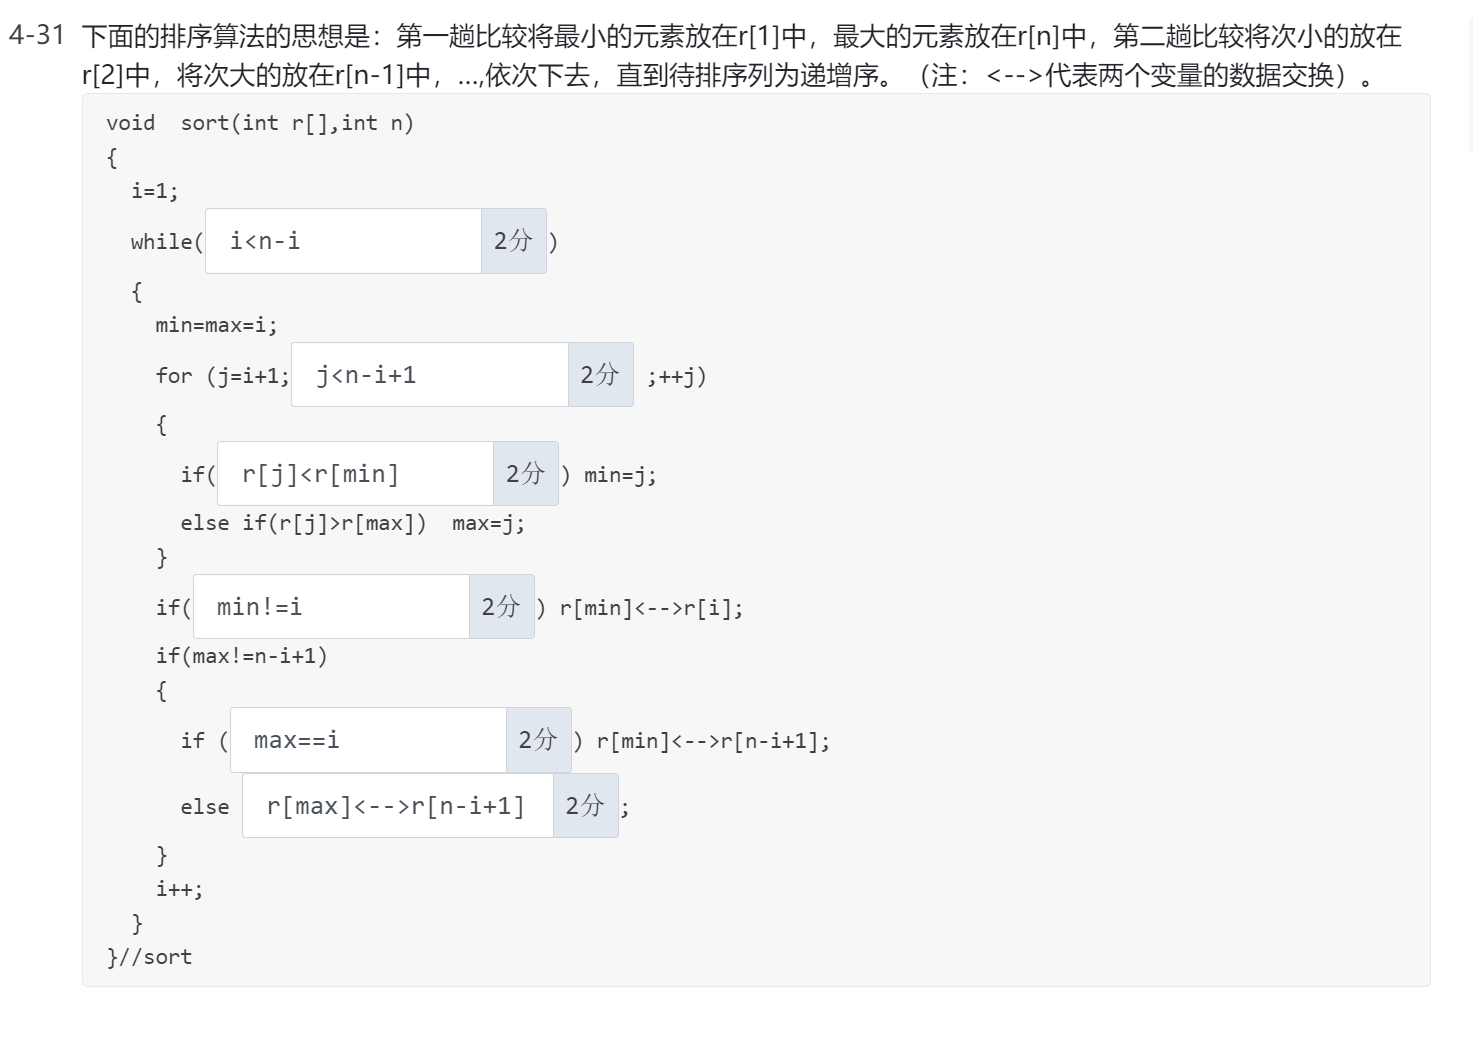 4-31 下面的排序算法的思想是：第一趟比较将最小的元素放在r[1]中，最大的元素放在r[n]中，第二趟比较将次小的放在
r[2]中，将次大的放在r[n-1]中，...,依次下去，直到待排序列为递增序。（注：<-->代表两个变量的数据交换）。
void  sort(int r[],int n)
{
  i=1;
  while( i<n-i 2分 )
  {
    min=max=i;
    for (j=i+1; j<n-i+1 2分 ;++j)
    {
      if( r[j]<r[min] 2分 ) min=j;
      else if(r[j]>r[max])  max=j;
    }
    if( min!=i 2分 ) r[min]<-->r[i];
    if(max!=n-i+1)
    {
      if ( max==i 2分 ) r[min]<-->r[n-i+1];
      else r[max]<-->r[n-i+1] 2分 ;
    }
    i++;
  }
}//sort